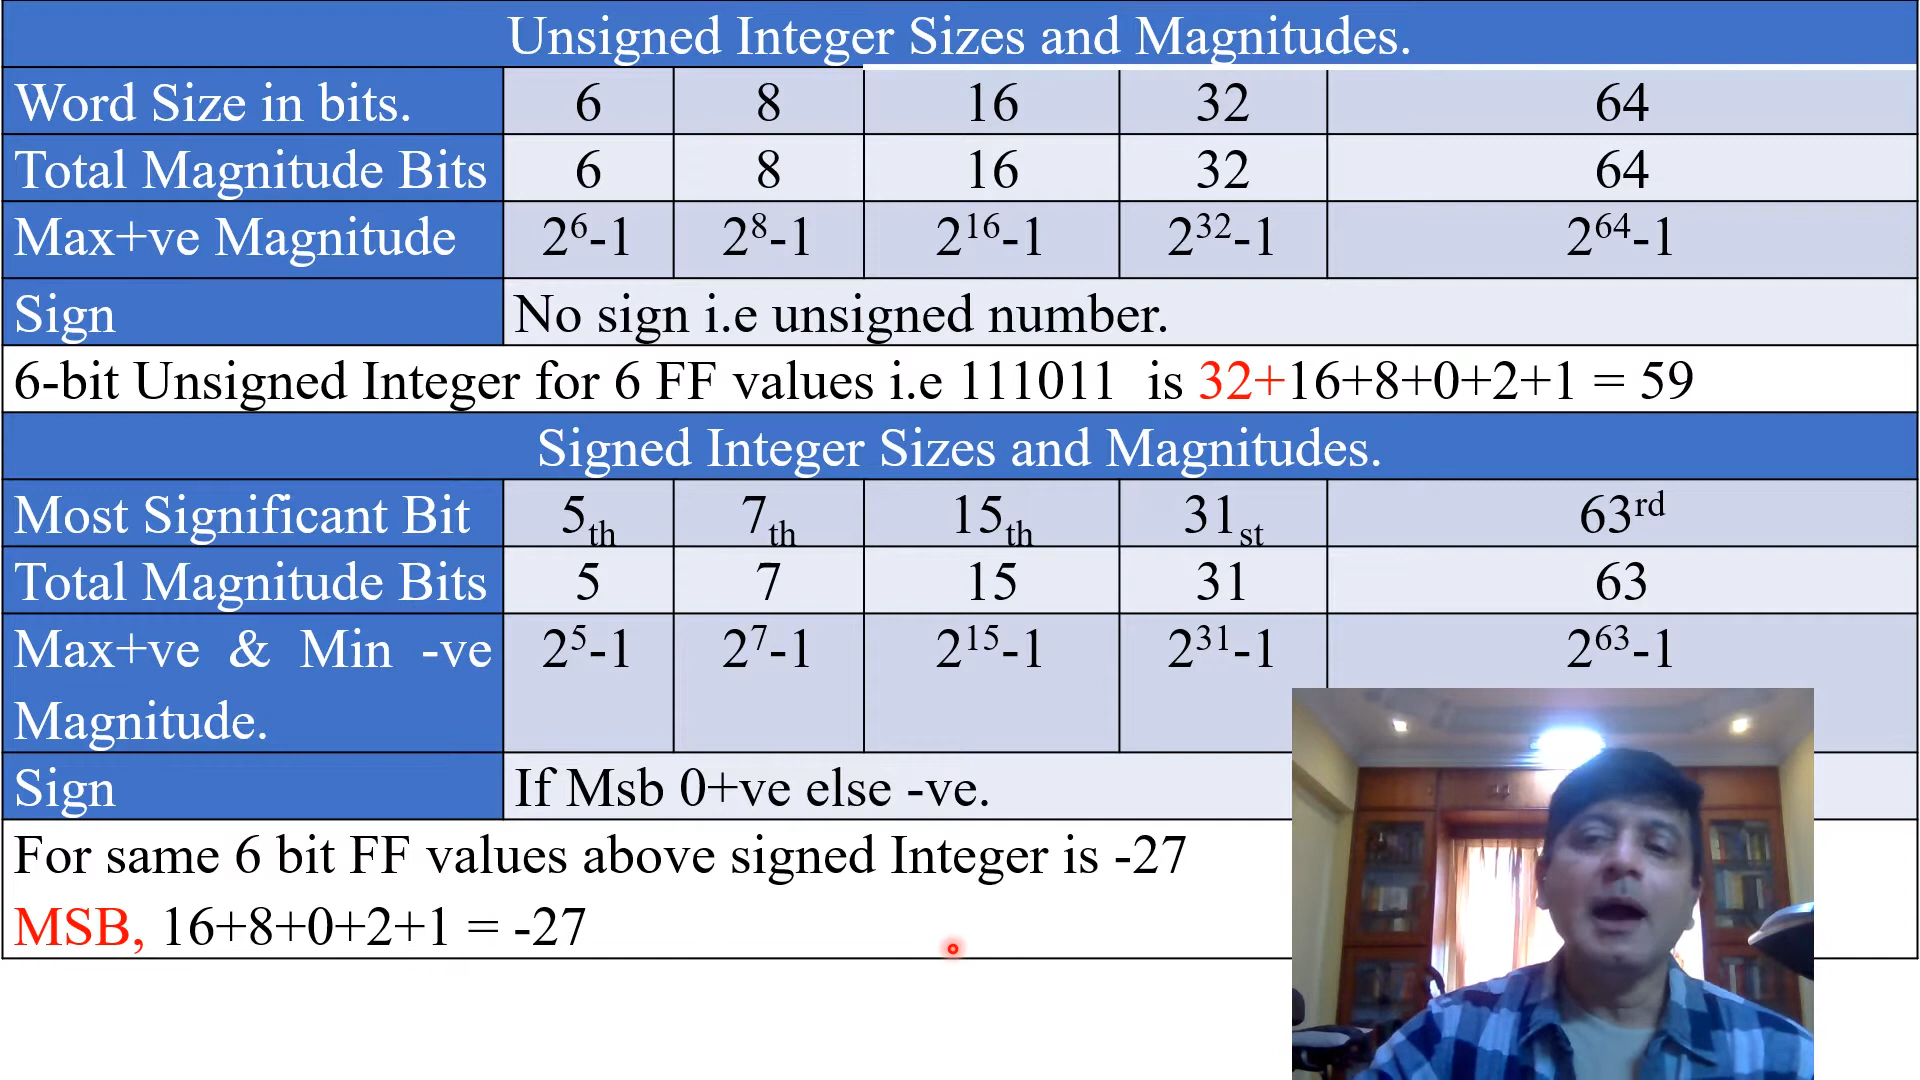 Unsigned Integer Sizes and Magnitudes.
Word Size in bits. 6 8 16 32 64
Total Magnitude Bits 6 8 16 32 64
Max+ve Magnitude 2⁶-1 2⁸-1 2¹⁶-1 2³²-1 2⁶⁴-1
Sign No sign i.e unsigned number.
6-bit Unsigned Integer for 6 FF values i.e 111011 is 32+16+8+0+2+1 = 59
Signed Integer Sizes and Magnitudes.
Most Significant Bit 5th 7th 15th 31st 63rd
Total Magnitude Bits 5 7 15 31 63
Max+ve & Min -ve 2⁵-1 2⁷-1 2¹⁵-1 2³¹-1 2⁶³-1
Magnitude.
Sign If Msb 0+ve else -ve.
For same 6 bit FF values above signed Integer is -27
MSB, 16+8+0+2+1 = -27